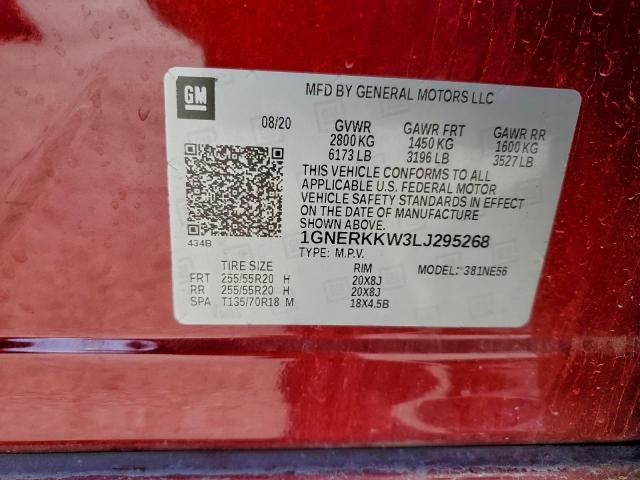 GM
MFD BY GENERAL MOTORS LLC
08/20 GVWR GAWR FRT GAWR RR
2800 KG 1450 KG 1600 KG
6173 LB 3196 LB 3527 LB
THIS VEHICLE CONFORMS TO ALL
APPLICABLE U.S. FEDERAL MOTOR
VEHICLE SAFETY STANDARDS IN EFFECT
ON THE DATE OF MANUFACTURE
SHOWN ABOVE.
434B
1GNERKKW3LJ295268
TYPE: M.P.V.
TIRE SIZE RIM MODEL: 381NE56
FRT 255/55R20 H 20X8J
RR 255/55R20 H 20X8J
SPA T135/70R18 M 18X4.5B